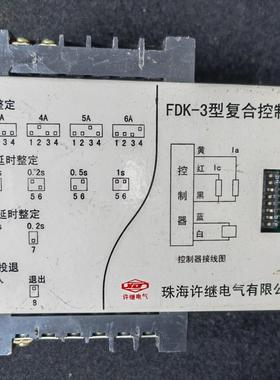 FDK-3型复合控制
整定
A 4A 5A 6A
2 3 4 1 2 3 4 1 2 3 4 1 2 3 4
延时整定
0.2s 0.5s 1s
5 6 5 6 5 6
延时整定
0.2s
7
投退
退出
8
许继电气
黄 Ia
红 Ic
黑
蓝
白
控制器
控制器接线图
珠海许继电气有限公